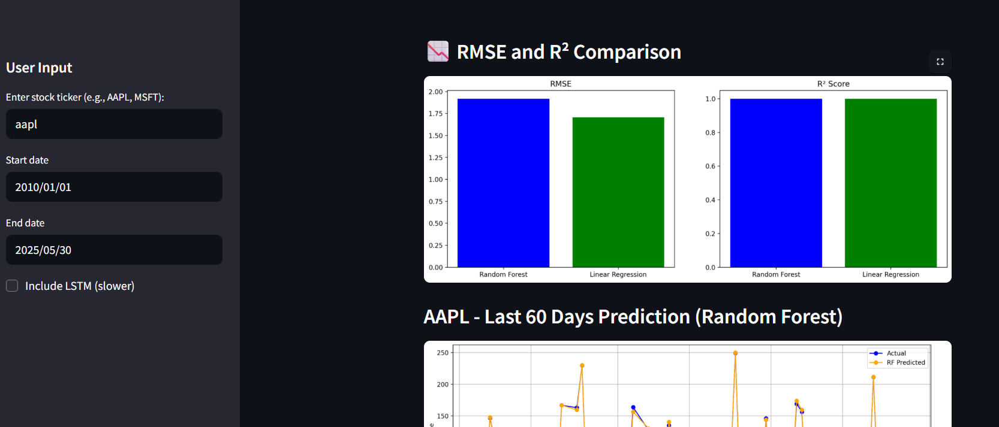 User Input
Enter stock ticker (e.g., AAPL, MSFT):
aapl
Start date
2010/01/01
End date
2025/05/30
Include LSTM (slower)
RMSE and R² Comparison
RMSE
2.00
1.75
1.50
1.25
1.00
0.75
0.50
0.25
0.00
Random Forest
Linear Regression
R² Score
1.0
0.8
0.6
0.4
0.2
0.0
Random Forest
Linear Regression
AAPL - Last 60 Days Prediction (Random Forest)
250
200
150
Actual
RF Predicted